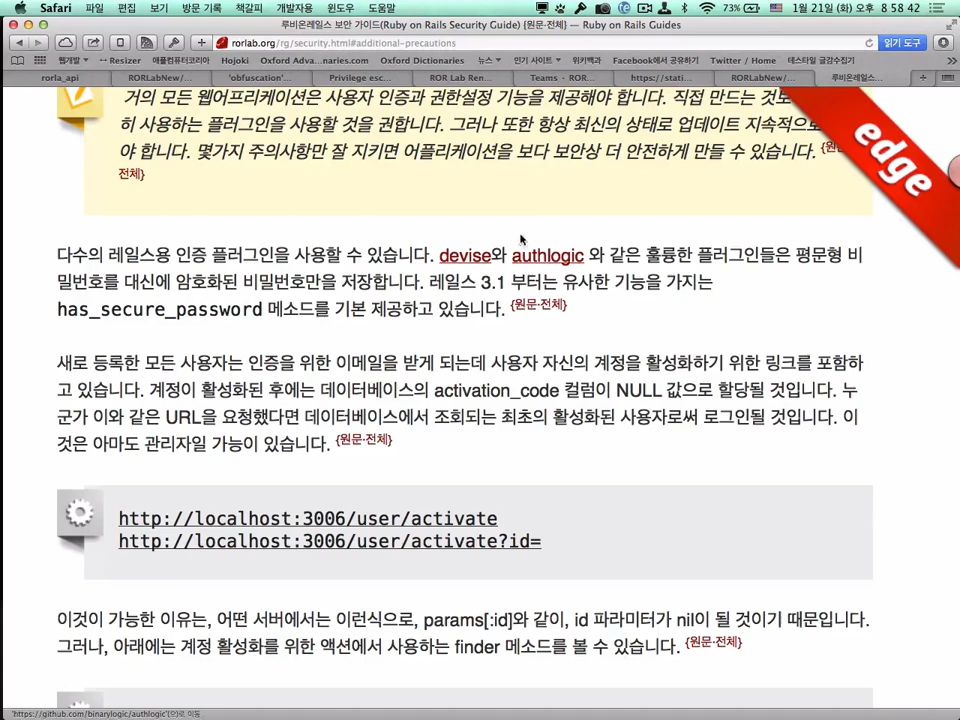 Safari 파일 편집 보기 방문 기록 책갈피 개발자용 윈도우 도움말 73% 1월 21일 (화) 오후 8 58 42
루비온레일스 보안 가이드(Ruby on Rails Security Guide) {원문-전체} — Ruby on Rails Guides
rorlab.org/rg/security.html#additional-precautions 읽기 도구
웹개발 Resizer 애플컴퓨터코리아 Hojoki Oxford Adva...naries.com Oxford Dictionaries 뉴스 인기 사이트 위키백과 Facebook에서 공유하기 Twitter / Home 테스타일 글감수집기
rorla_api RORLabNew/... 'obfuscation'... Privilege esc... ROR Lab Ren... Teams - ROR... https://stati... RORLabNew/... 루비온레일스...
거의 모든 웹어프리케이션은 사용자 인증과 권한설정 기능을 제공해야 합니다. 직접 만드는 것보
히 사용하는 플러그인을 사용할 것을 권합니다. 그러나 또한 항상 최신의 상태로 업데이트 지속적으로
야 합니다. 몇가지 주의사항만 잘 지키면 어플리케이션을 보다 보안상 더 안전하게 만들 수 있습니다. {원문-
전체}
edge
다수의 레일스용 인증 플러그인을 사용할 수 있습니다. devise와 authlogic 와 같은 훌륭한 플러그인들은 평문형 비
밀번호를 대신에 암호화된 비밀번호만을 저장합니다. 레일스 3.1 부터는 유사한 기능을 가지는
has_secure_password 메소드를 기본 제공하고 있습니다. {원문-전체}
새로 등록한 모든 사용자는 인증을 위한 이메일을 받게 되는데 사용자 자신의 계정을 활성화하기 위한 링크를 포함하
고 있습니다. 계정이 활성화된 후에는 데이터베이스의 activation_code 컬럼이 NULL 값으로 할당될 것입니다. 누
군가 이와 같은 URL을 요청했다면 데이터베이스에서 조회되는 최초의 활성화된 사용자로써 로그인될 것입니다. 이
것은 아마도 관리자일 가능이 있습니다. {원문-전체}
http://localhost:3006/user/activate
http://localhost:3006/user/activate?id=
이것이 가능한 이유는, 어떤 서버에서는 이런식으로, params[:id]와 같이, id 파라미터가 nil이 될 것이기 때문입니다.
그러나, 아래에는 계정 활성화를 위한 액션에서 사용하는 finder 메소드를 볼 수 있습니다. {원문-전체}
'https://github.com/binarylogic/authlogic'(으)로 이동